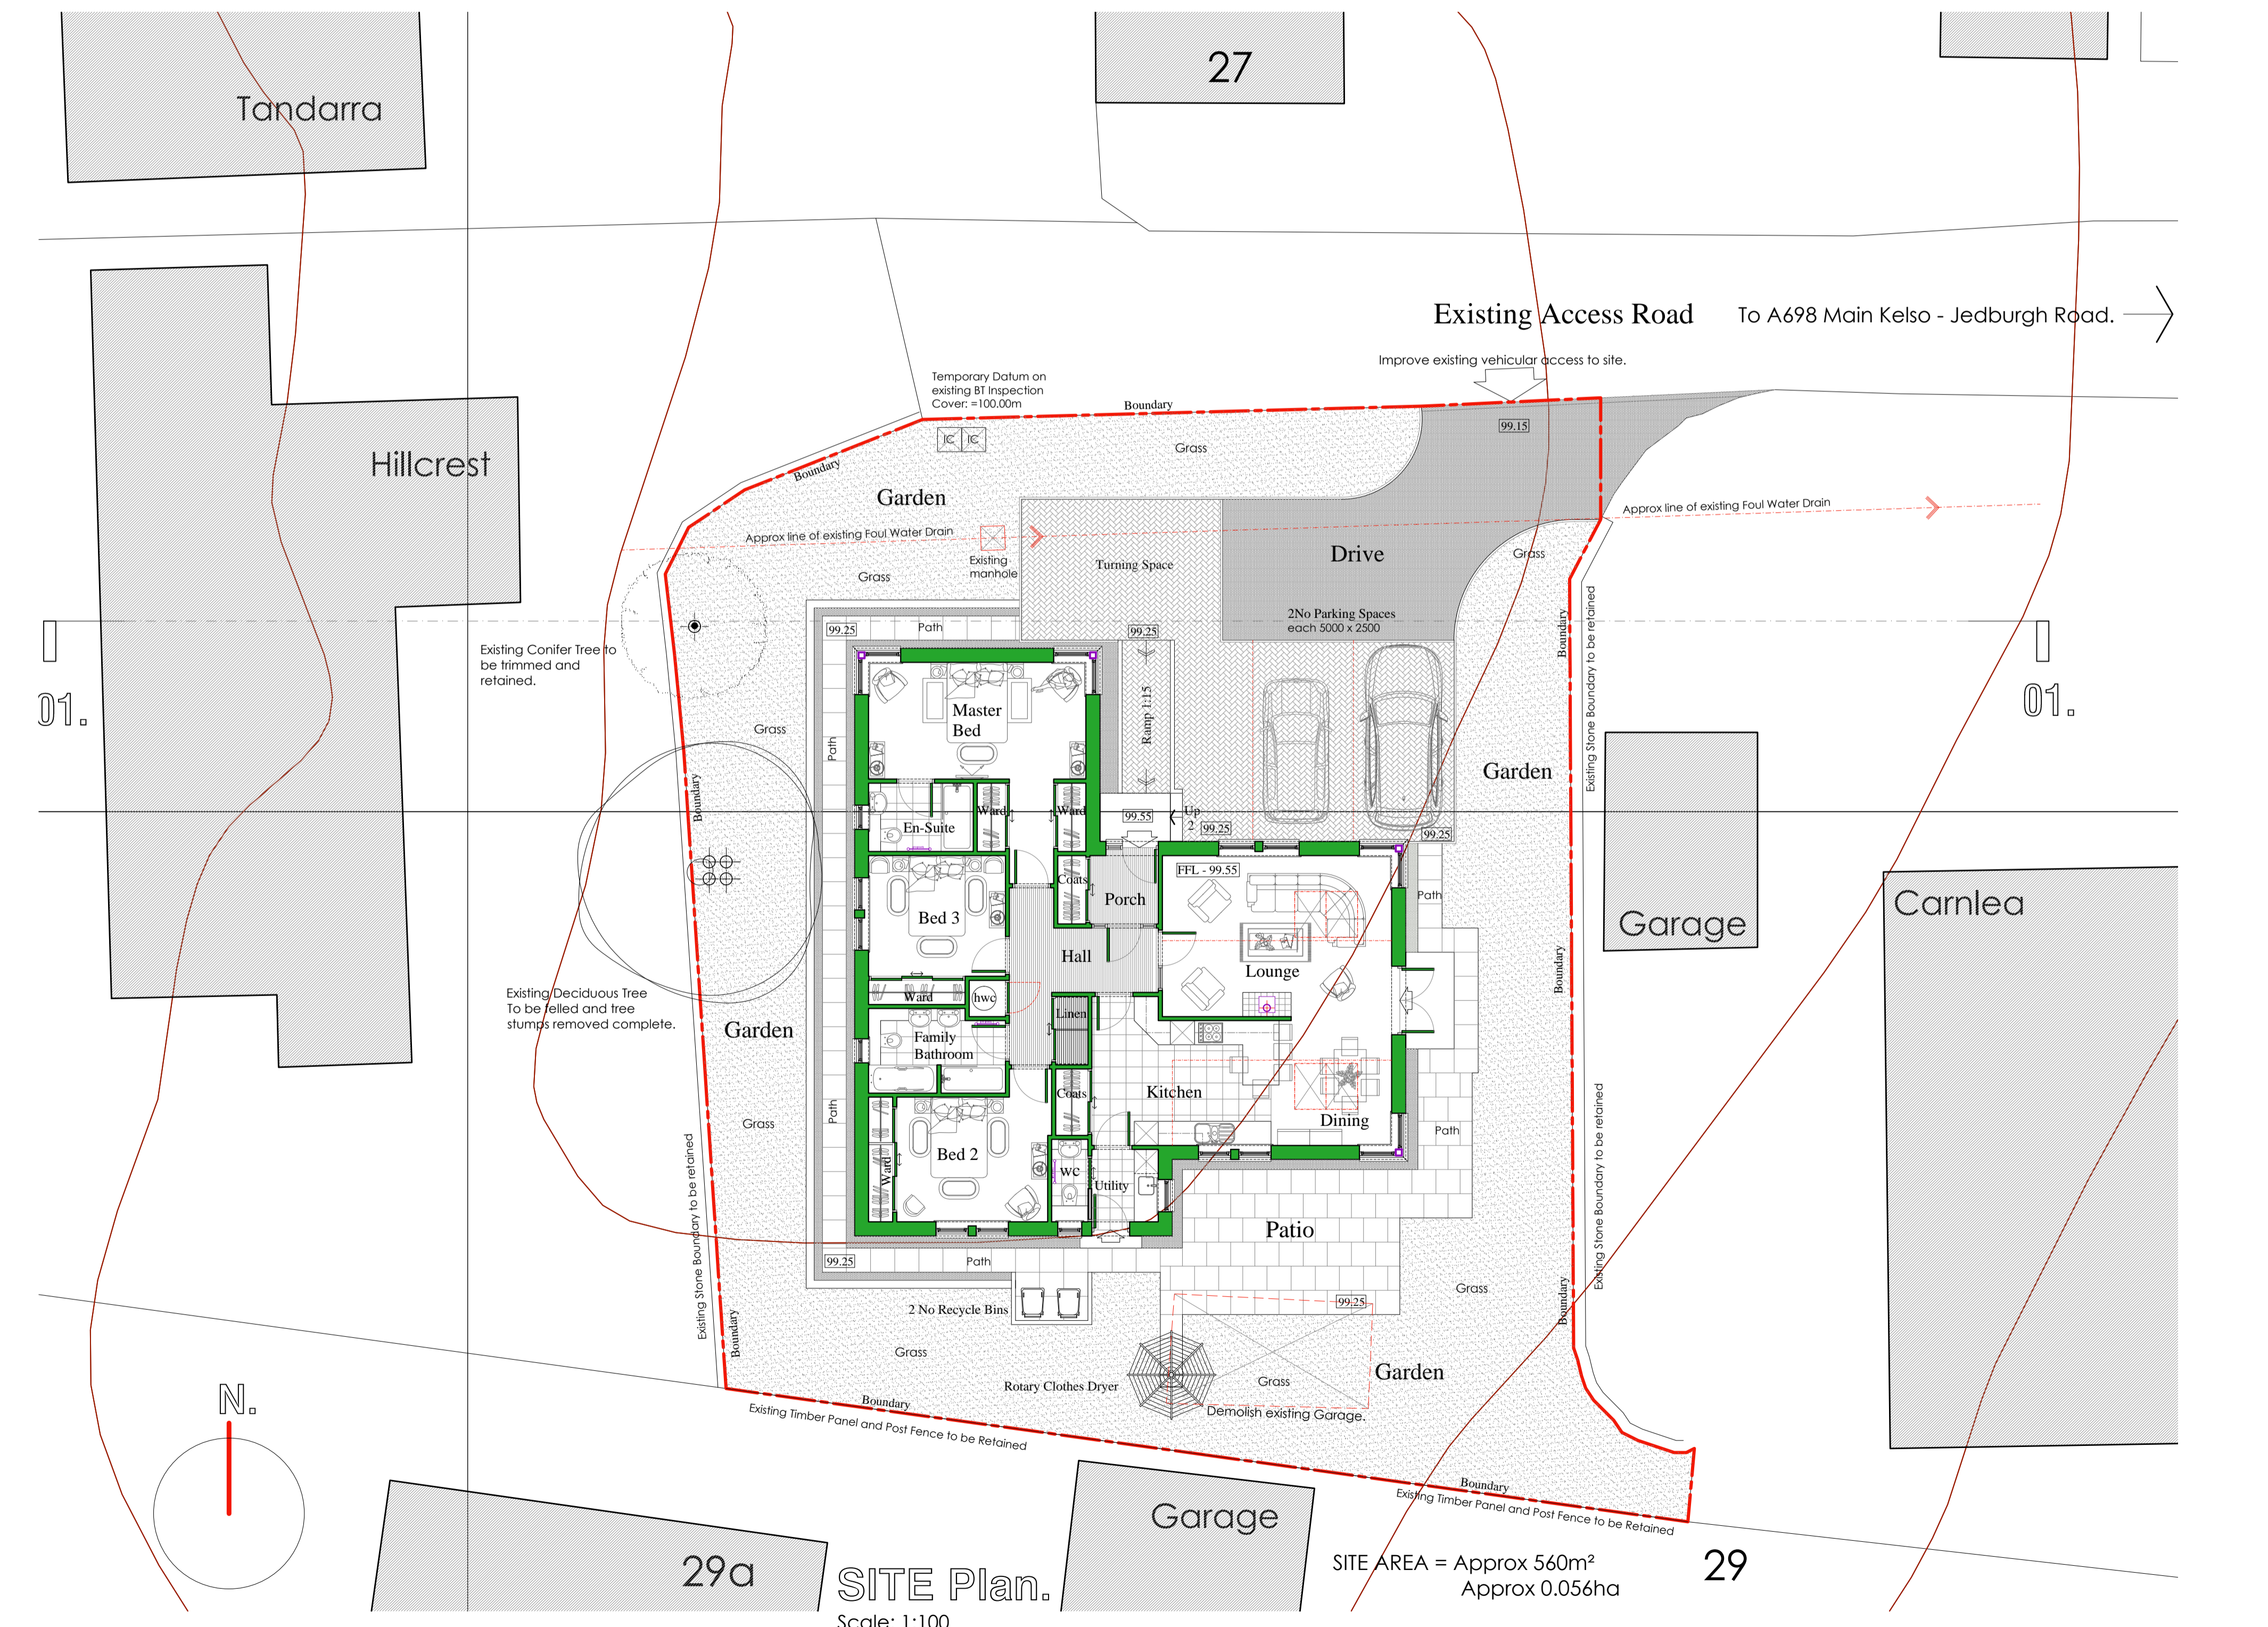 Tandarra
27
Existing Access Road
To A698 Main Kelso - Jedburgh Road.
Improve existing vehicular access to site.
Temporary Datum on
existing BT Inspection
Cover: =100.00m
Boundary
99.15
IC
IC
Grass
Hillcrest
Boundary
Garden
Approx line of existing Foul Water Drain
Approx line of existing Foul Water Drain
Existing
manhole
Turning Space
Drive
Grass
Grass
2No Parking Spaces
each 5000 x 2500
Boundary
Existing Stone Boundary to be retained
99.25
Path
99.25
Existing Conifer Tree to
be trimmed and
retained.
01.
01.
Master
Bed
Ramp 1:15
Grass
Path
Garden
Boundary
En-Suite
Ward
Ward
99.55
Up
2
99.25
99.25
FFL - 99.55
Coats
Porch
Path
Carnlea
Garage
Bed 3
Hall
Lounge
Boundary
Existing Deciduous Tree
To be felled and tree
stumps removed complete.
Ward
hwc
Linen
Garden
Family
Bathroom
Kitchen
Coats
Dining
Grass
Path
Path
Existing Stone Boundary to be retained
Existing Stone Boundary to be retained
Bed 2
Ward
wc
Utility
Patio
99.25
Path
Grass
Boundary
99.25
2 No Recycle Bins
Boundary
Grass
Rotary Clothes Dryer
Grass
Garden
Demolish existing Garage.
N.
Boundary
Existing Timber Panel and Post Fence to be Retained
Boundary
Existing Timber Panel and Post Fence to be Retained
Garage
29a
SITE Plan.
Scale: 1:100
SITE AREA = Approx 560m²
Approx 0.056ha
29